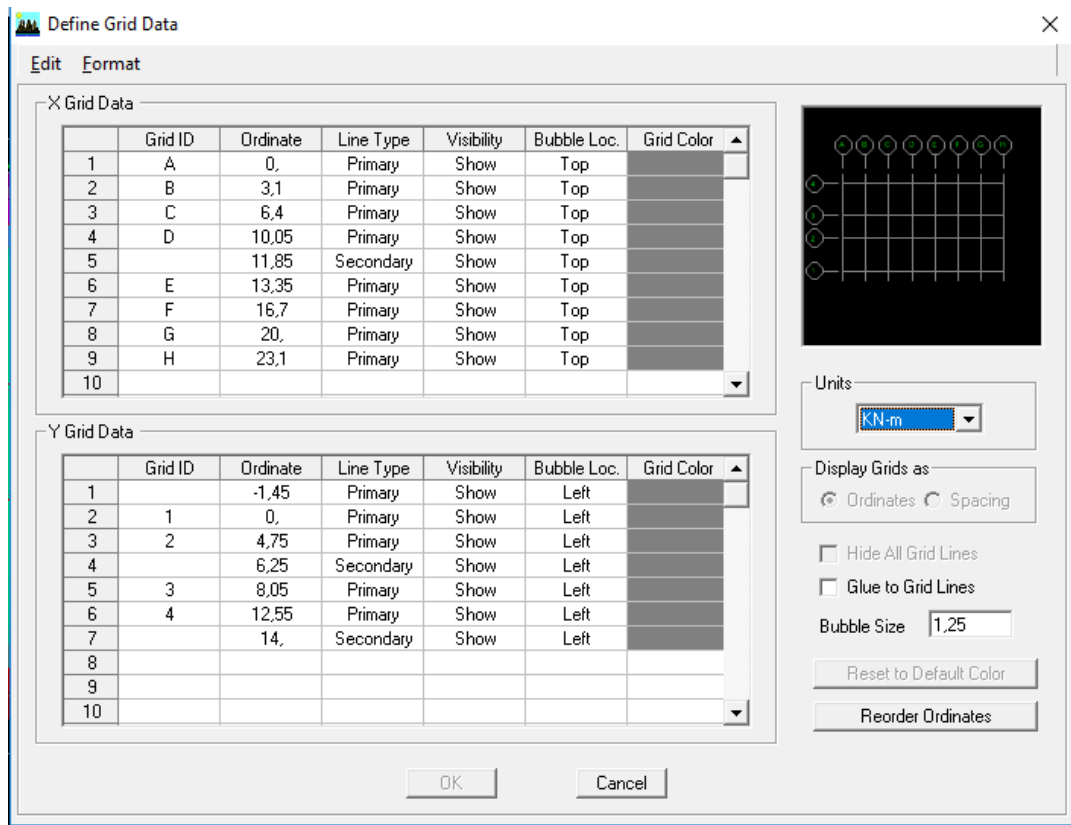 Define Grid Data
Edit Format
X Grid Data
Grid ID Ordinate Line Type Visibility Bubble Loc. Grid Color
1 A 0, Primary Show Top
2 B 3,1 Primary Show Top
3 C 6,4 Primary Show Top
4 D 10,05 Primary Show Top
5 11,85 Secondary Show Top
6 E 13,35 Primary Show Top
7 F 16,7 Primary Show Top
8 G 20, Primary Show Top
9 H 23,1 Primary Show Top
10
Y Grid Data
Grid ID Ordinate Line Type Visibility Bubble Loc. Grid Color
1 -1,45 Primary Show Left
2 1 0, Primary Show Left
3 2 4,75 Primary Show Left
4 6,25 Secondary Show Left
5 3 8,05 Primary Show Left
6 4 12,55 Primary Show Left
7 14, Secondary Show Left
8
9
10
A B C D E F G H
4
3
2
1
Units
KN-m
Display Grids as
Ordinates Spacing
Hide All Grid Lines
Glue to Grid Lines
Bubble Size 1,25
Reset to Default Color
Reorder Ordinates
OK Cancel